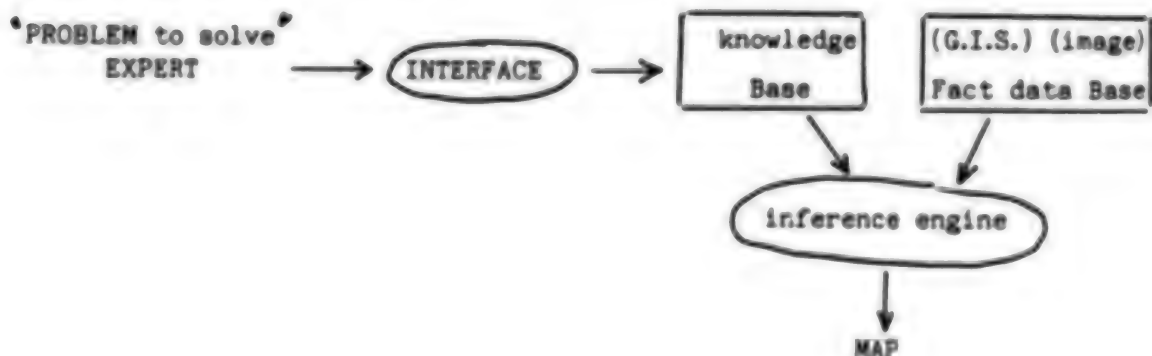 "PROBLEM to solve"
EXPERT
INTERFACE
knowledge
Base
(G.I.S.) (image)
Fact data Base
inference engine
MAP